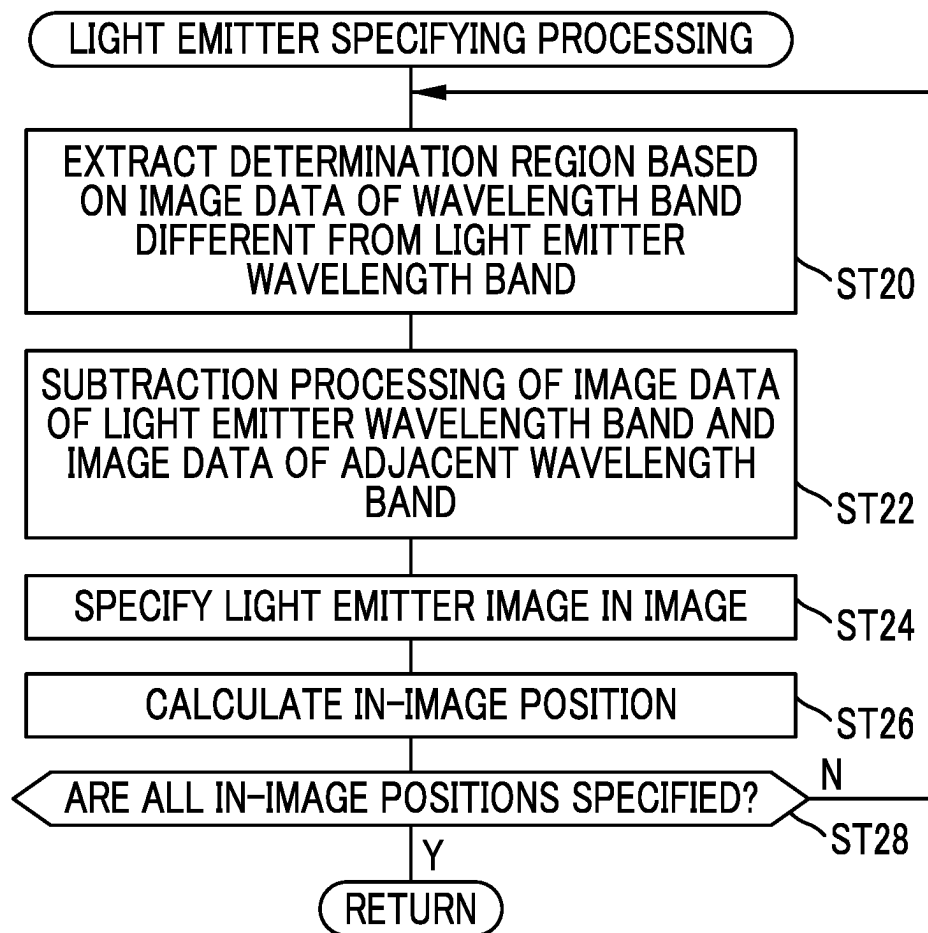 LIGHT EMITTER SPECIFYING PROCESSING
EXTRACT DETERMINATION REGION BASED
ON IMAGE DATA OF WAVELENGTH BAND
DIFFERENT FROM LIGHT EMITTER
WAVELENGTH BAND
ST20
SUBTRACTION PROCESSING OF IMAGE DATA
OF LIGHT EMITTER WAVELENGTH BAND AND
IMAGE DATA OF ADJACENT WAVELENGTH
BAND
ST22
SPECIFY LIGHT EMITTER IMAGE IN IMAGE
ST24
CALCULATE IN-IMAGE POSITION
ST26
ARE ALL IN-IMAGE POSITIONS SPECIFIED?
N
ST28
Y
RETURN